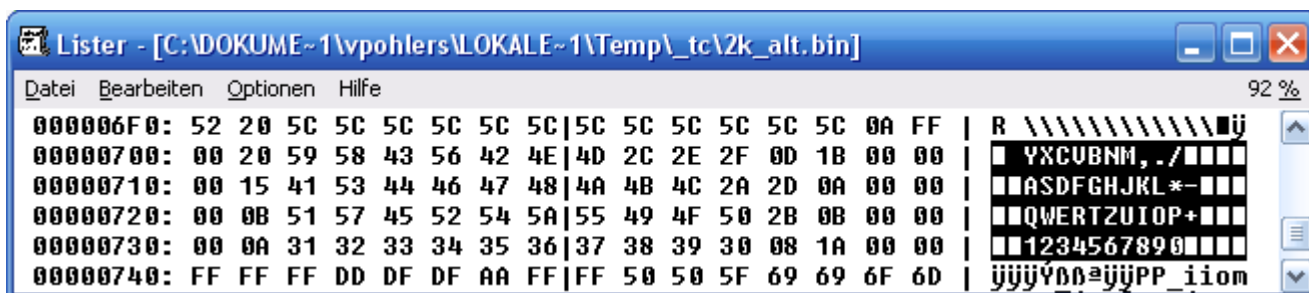 Lister - [C:\DOKUME~1\vpohlers\LOKALE~1\Temp\_tc\2k_alt.bin]
Datei Bearbeiten Optionen Hilfe 92 %
000006F0: 52 20 5C 5C 5C 5C 5C 5C|5C 5C 5C 5C 5C 5C 0A FF | R \\\\\\\\\\\\■ÿ
00000700: 00 20 59 58 43 56 42 4E|4D 2C 2E 2F 0D 1B 00 00 | ■ YXCVBNM,./■■■■
00000710: 00 15 41 53 44 46 47 48|4A 4B 4C 2A 2D 0A 00 00 | ■■ASDFGHJKL*-■■■
00000720: 00 0B 51 57 45 52 54 5A|55 49 4F 50 2B 0B 00 00 | ■■QWERTZUIOP+■■■
00000730: 00 0A 31 32 33 34 35 36|37 38 39 30 08 1A 00 00 | ■■1234567890■■■■
00000740: FF FF FF DD DF DF AA FF|FF 50 50 5F 69 69 6F 6D | ÿÿÿÝßßªÿÿPP_iiom